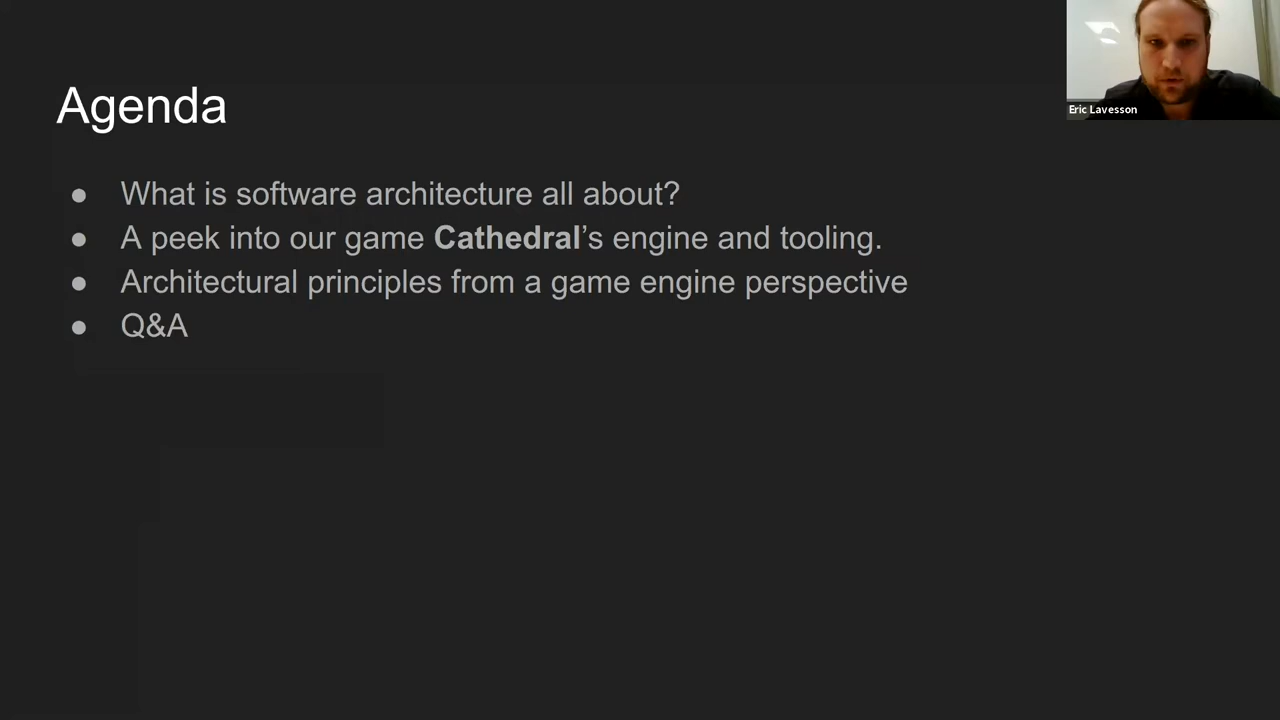 Agenda
● What is software architecture all about?
● A peek into our game Cathedral’s engine and tooling.
● Architectural principles from a game engine perspective
● Q&A
Eric Lavesson